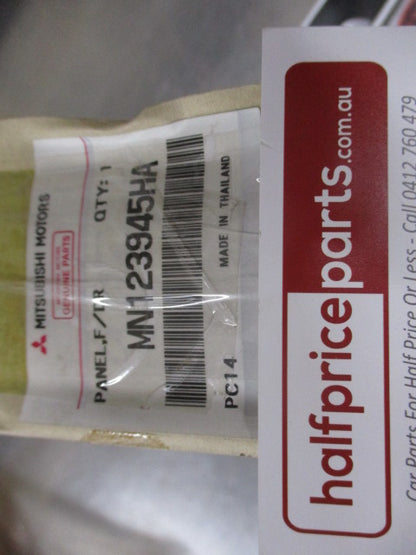 MITSUBISHI MOTORS
GENUINE PARTS
PANEL,F/DR QTY: 1
MN123945HA
PC14 MADE IN THAILAND
halfpriceparts.com.au
Car Parts For Half Price Or Less - Call 0412 760 479